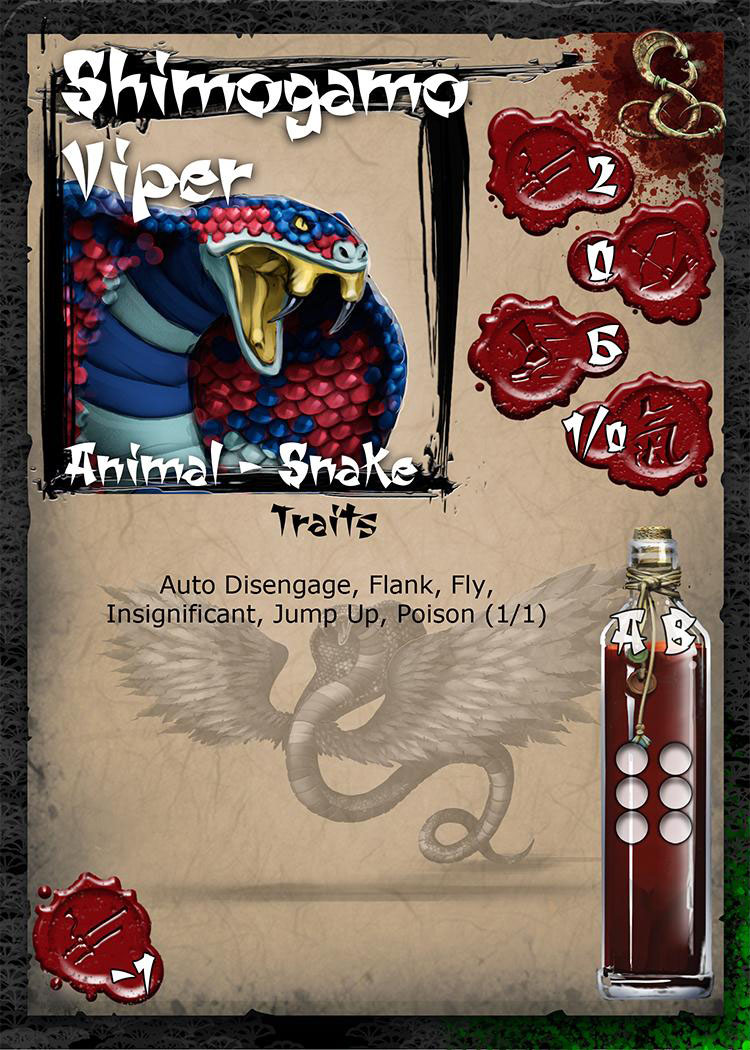 Shimogamo
Viper
2
0
6
1/0
氣
Animal - Snake
Traits
Auto Disengage, Flank, Fly,
Insignificant, Jump Up, Poison (1/1)
A B
-1